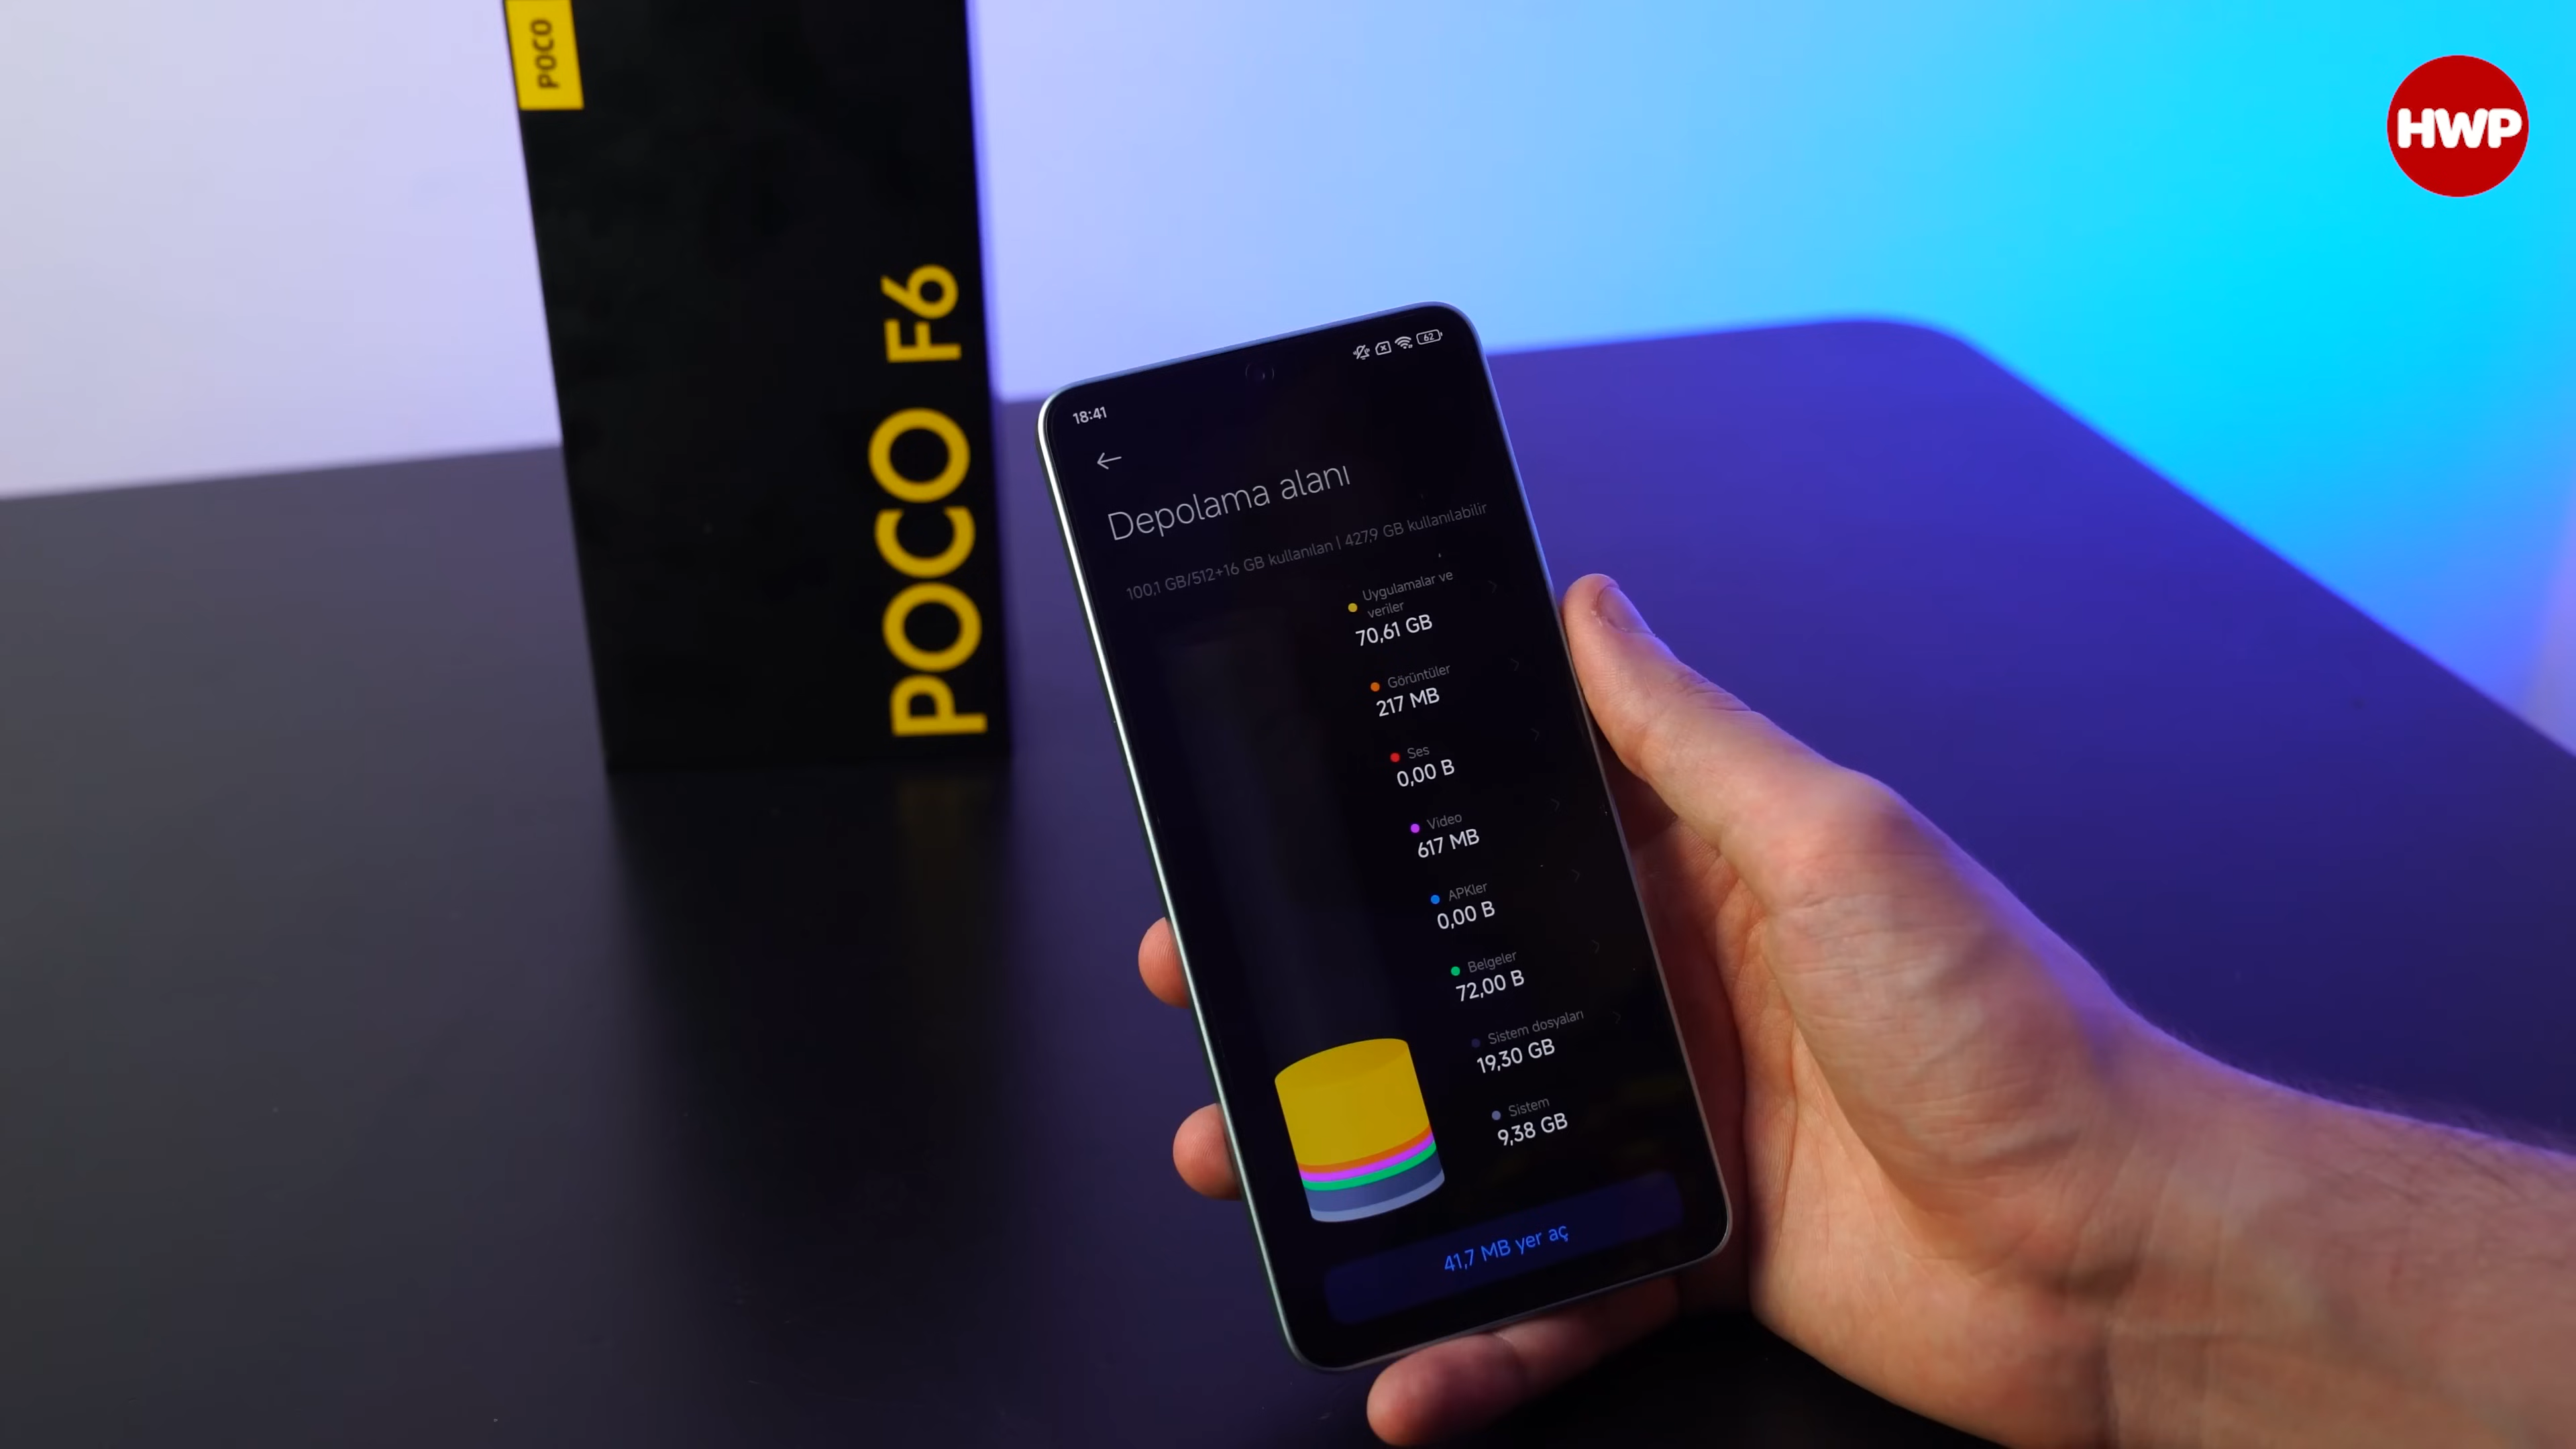 POCO
POCO F6
HWP
62
18:41
Depolama alanı
100,1 GB/512+16 GB kullanılan | 427,9 GB kullanılabilir
Uygulamalar ve
veriler
70,61 GB
Görüntüler
217 MB
Ses
0,00 B
Video
617 MB
APKler
0,00 B
Belgeler
72,00 B
Sistem dosyaları
19,30 GB
Sistem
9,38 GB
41,7 MB yer aç